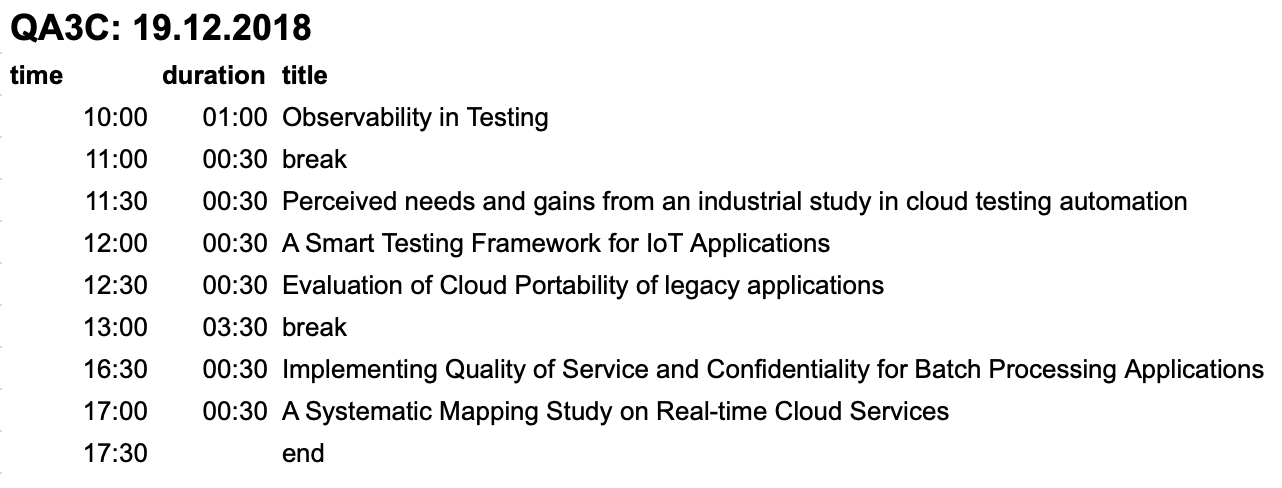 QA3C: 19.12.2018
time duration title
10:00 01:00 Observability in Testing
11:00 00:30 break
11:30 00:30 Perceived needs and gains from an industrial study in cloud testing automation
12:00 00:30 A Smart Testing Framework for IoT Applications
12:30 00:30 Evaluation of Cloud Portability of legacy applications
13:00 03:30 break
16:30 00:30 Implementing Quality of Service and Confidentiality for Batch Processing Applications
17:00 00:30 A Systematic Mapping Study on Real-time Cloud Services
17:30 end